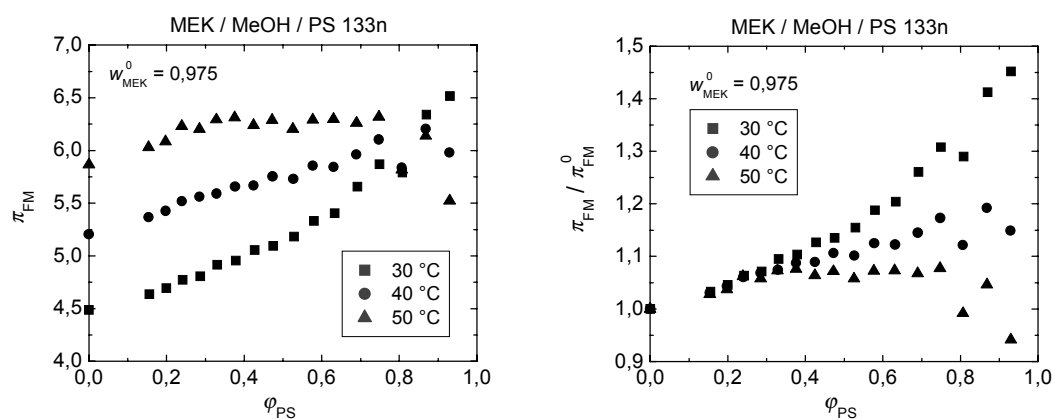 MEK / MeOH / PS 133n
7,0
6,5
6,0
5,5
5,0
4,5
4,0
w⁰MEK = 0,975
πFM
30 °C
40 °C
50 °C
0,0 0,2 0,4 0,6 0,8 1,0
φPS
MEK / MeOH / PS 133n
1,5
1,4
1,3
1,2
1,1
1,0
0,9
w⁰MEK = 0,975
πFM / π⁰FM
30 °C
40 °C
50 °C
0,0 0,2 0,4 0,6 0,8 1,0
φPS